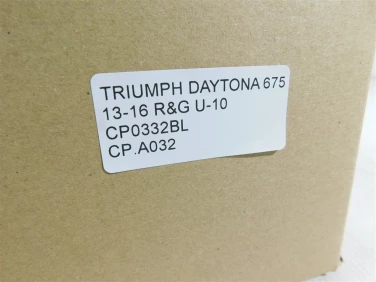 TRIUMPH DAYTONA 675
13-16 R&G U-10
CP0332BL
CP.A032